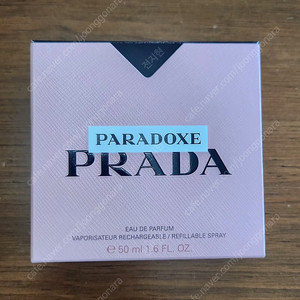 PARADOXE
PRADA
EAU DE PARFUM
VAPORISATEUR RECHARGEABLE / REFILLABLE SPRAY
℮ 50 ml 1.6 FL. OZ.